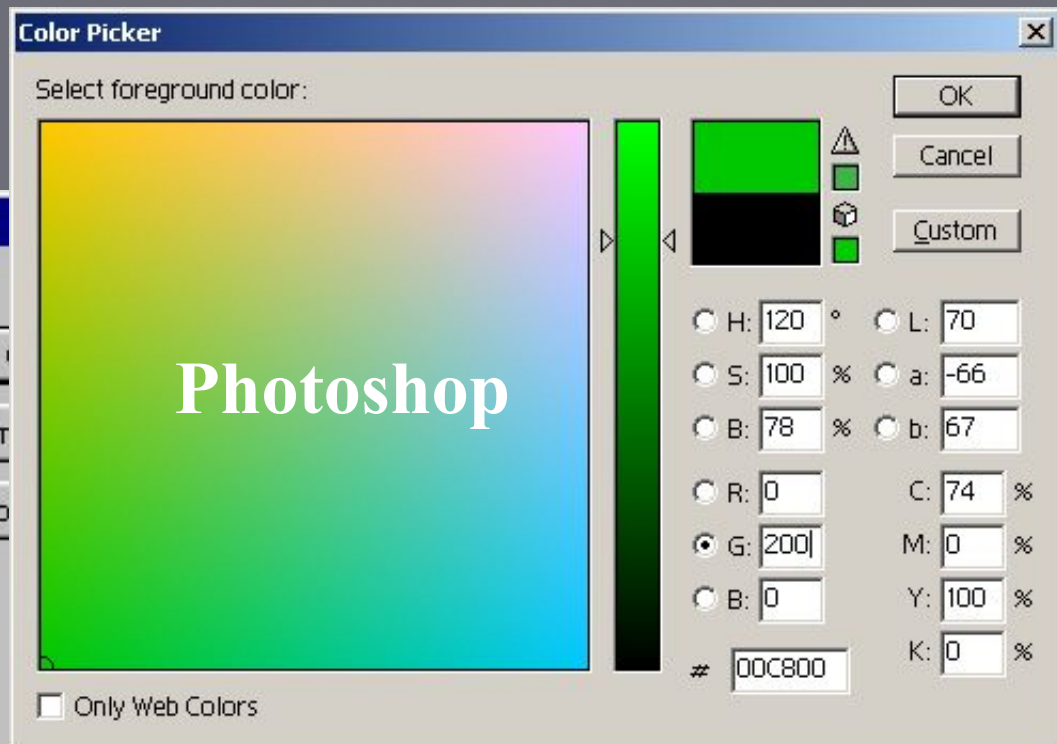 Color Picker
Select foreground color:
OK
Cancel
Custom
Photoshop
H: 120 °
S: 100 %
B: 78 %
L: 70
a: -66
b: 67
R: 0
G: 200
B: 0
C: 74 %
M: 0 %
Y: 100 %
K: 0 %
# 00C800
Only Web Colors